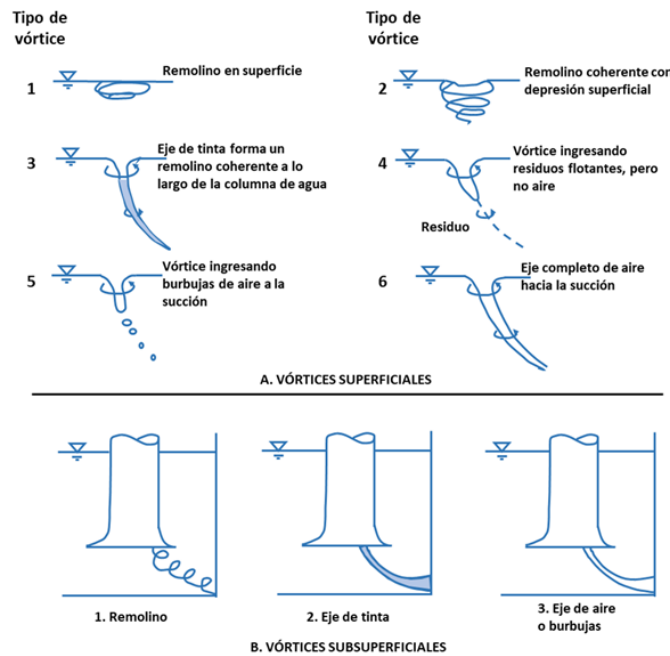 Tipo de
vórtice
Tipo de
vórtice
1
Remolino en superficie
2
Remolino coherente con
depresión superficial
3
Eje de tinta forma un
remolino coherente a lo
largo de la columna de agua
4
Vórtice ingresando
residuos flotantes, pero
no aire
Residuo
5
Vórtice ingresando
burbujas de aire a la
succión
6
Eje completo de aire
hacia la succión
A. VÓRTICES SUPERFICIALES
1. Remolino
2. Eje de tinta
3. Eje de aire
o burbujas
B. VÓRTICES SUBSUPERFICIALES